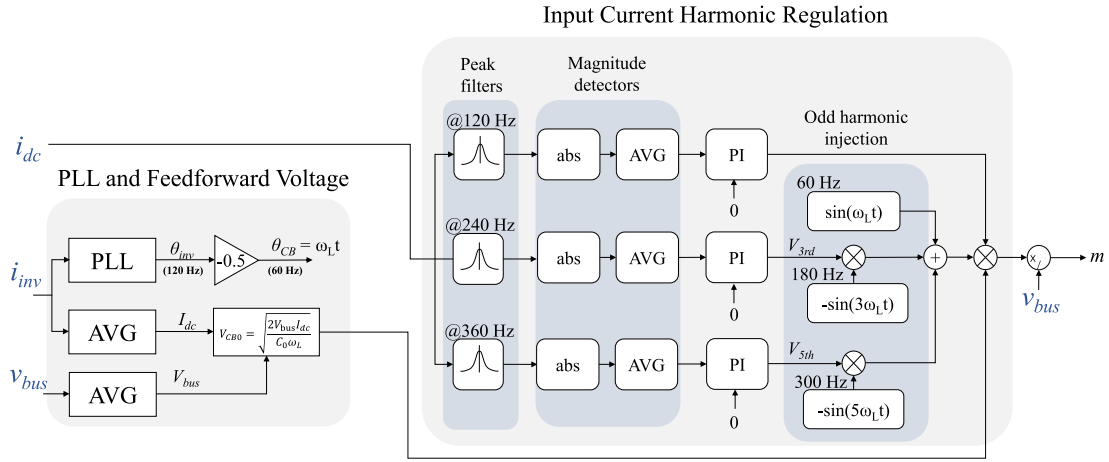 Input Current Harmonic Regulation
Peak
filters
Magnitude
detectors
Odd harmonic
injection
@120 Hz
abs
AVG
PI
0
60 Hz
sin(ω_L t)
i_dc
@240 Hz
abs
AVG
PI
0
V_3rd
180 Hz
-sin(3ω_L t)
+
x /
m
v_bus
@360 Hz
abs
AVG
PI
0
V_5th
300 Hz
-sin(5ω_L t)
PLL and Feedforward Voltage
i_inv
PLL
θ_inv
(120 Hz)
-0.5
θ_CB = ω_L t
(60 Hz)
AVG
I_dc
V_CB0 = √(2V_bus I_dc / C_0 ω_L)
v_bus
AVG
V_bus